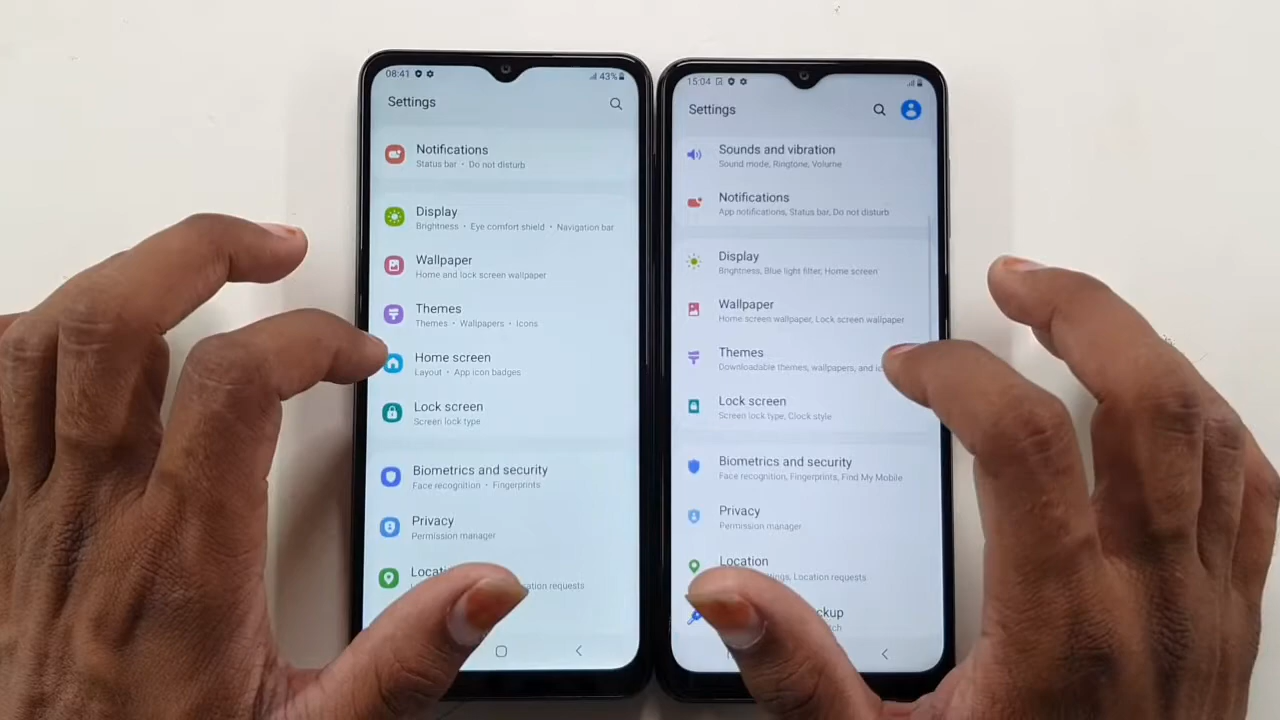 08:41
43%
Settings
Notifications
Status bar • Do not disturb
Display
Brightness • Eye comfort shield • Navigation bar
Wallpaper
Home and lock screen wallpaper
Themes
Themes • Wallpapers • Icons
Home screen
Layout • App icon badges
Lock screen
Screen lock type
Biometrics and security
Face recognition • Fingerprints
Privacy
Permission manager
requests
15:04
Settings
Sounds and vibration
Sound mode, Ringtone, Volume
Notifications
App notifications, Status bar, Do not disturb
Display
Brightness, Blue light filter, Home screen
Wallpaper
Home screen wallpaper, Lock screen wallpaper
Themes
Downloadable themes, wallpapers, and
Lock screen
Screen lock type, Clock style
Biometrics and security
Face recognition, Fingerprints, Find My Mobile
Privacy
Permission manager
Location
Location requests